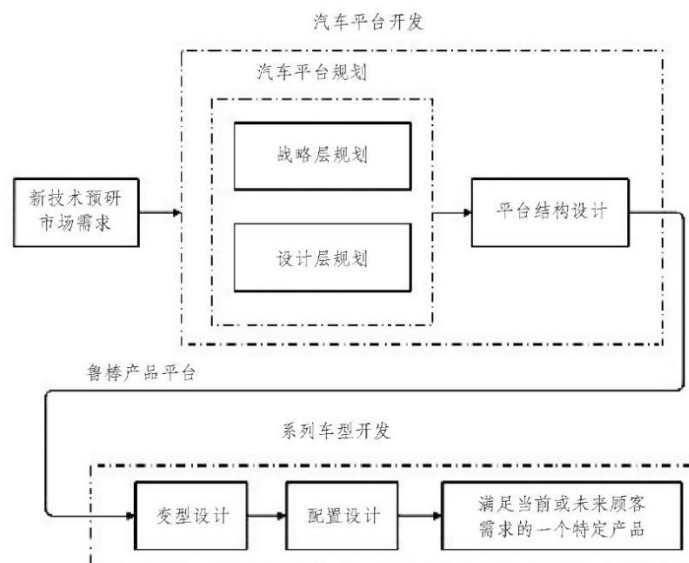 汽车平台开发
汽车平台规划
战略层规划
新技术预研
市场需求
平台结构设计
设计层规划
鲁棒产品平台
系列车型开发
变型设计
配置设计
满足当前或未来顾客
需求的一个特定产品